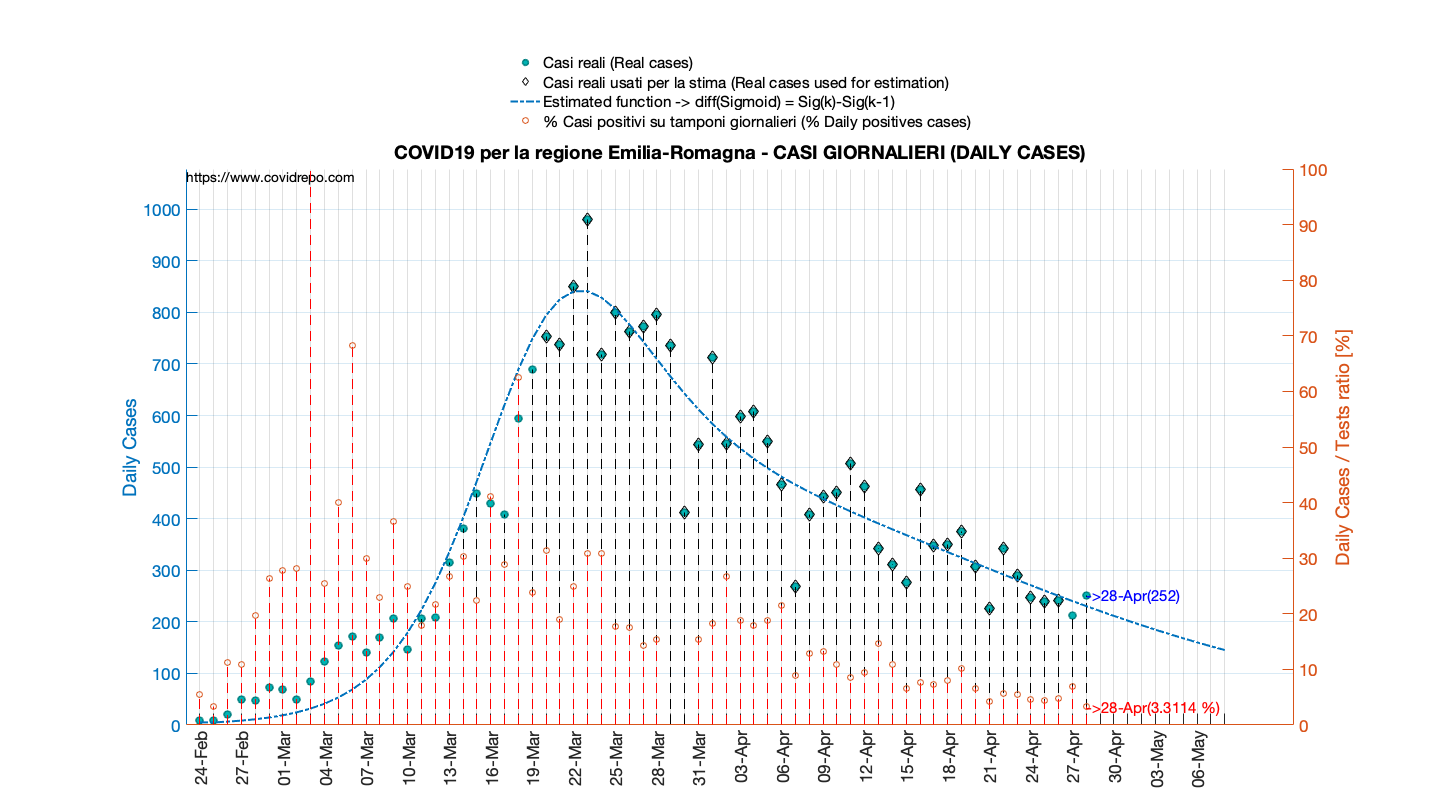 Casi reali (Real cases)
Casi reali usati per la stima (Real cases used for estimation)
Estimated function -> diff(Sigmoid) = Sig(k)-Sig(k-1)
% Casi positivi su tamponi giornalieri (% Daily positives cases)
COVID19 per la regione Emilia-Romagna - CASI GIORNALIERI (DAILY CASES)
https://www.covidrepo.com
Daily Cases
1000
900
800
700
600
500
400
300
200
100
0
100
90
80
70
60
50
40
30
20
10
0
Daily Cases / Tests ratio [%]
->28-Apr(252)
->28-Apr(3.3114 %)
24-Feb
27-Feb
01-Mar
04-Mar
07-Mar
10-Mar
13-Mar
16-Mar
19-Mar
22-Mar
25-Mar
28-Mar
31-Mar
03-Apr
06-Apr
09-Apr
12-Apr
15-Apr
18-Apr
21-Apr
24-Apr
27-Apr
30-Apr
03-May
06-May